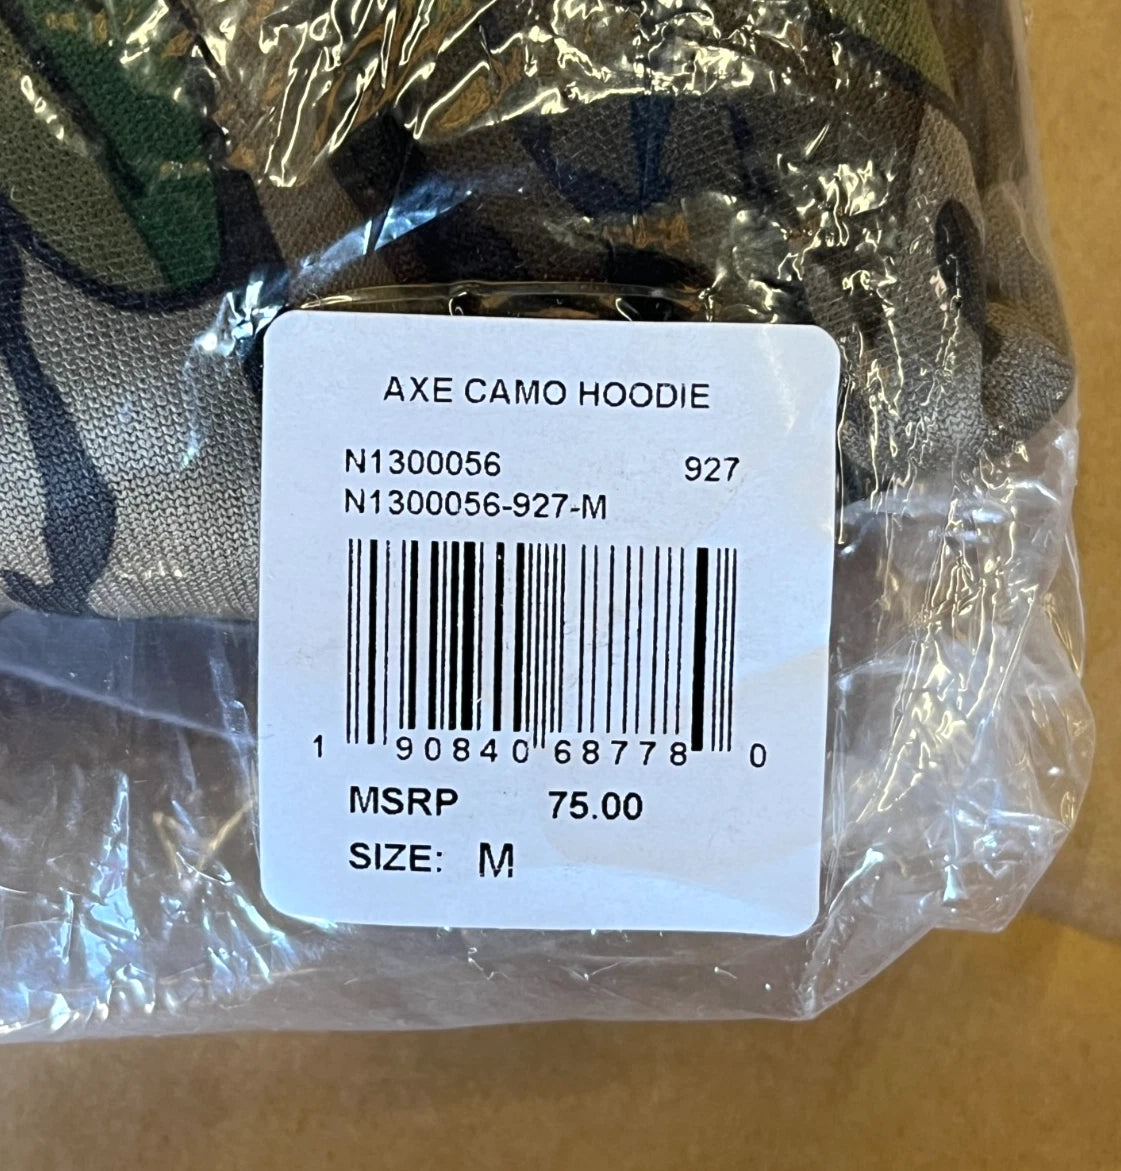 AXE CAMO HOODIE
N1300056 927
N1300056-927-M
1 90840 68778 0
MSRP 75.00
SIZE: M